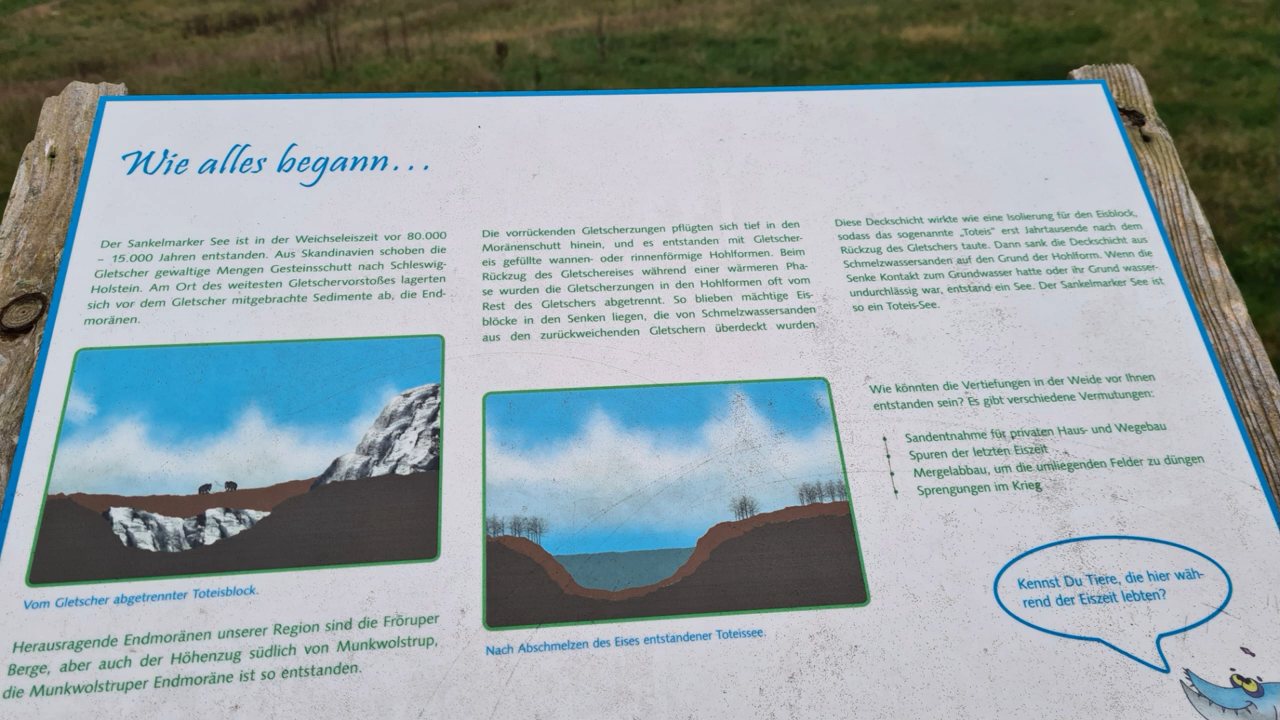 Wie alles begann...
Der Sankelmarker See ist in der Weichseleiszeit vor 80.000
– 15.000 Jahren entstanden. Aus Skandinavien schoben die
Gletscher gewaltige Mengen Gesteinsschutt nach Schleswig-
Holstein. Am Ort des weitesten Gletschervorstoßes lagerten
sich vor dem Gletscher mitgebrachte Sedimente ab, die End-
moränen.
Vom Gletscher abgetrennter Toteisblock.
Herausragende Endmoränen unserer Region sind die Fröruper
Berge, aber auch der Höhenzug südlich von Munkwolstrup,
die Munkwolstruper Endmoräne ist so entstanden.
Die vorrückenden Gletscherzungen pflügten sich tief in den
Moränenschutt hinein, und es entstanden mit Gletscher-
eis gefüllte wannen- oder rinnenförmige Hohlformen. Beim
Rückzug des Gletschereises während einer wärmeren Pha-
se wurden die Gletscherzungen in den Hohlformen oft vom
Rest des Gletschers abgetrennt. So blieben mächtige Eis-
blöcke in den Senken liegen, die von Schmelzwassersanden
aus den zurückweichenden Gletschern überdeckt wurden.
Nach Abschmelzen des Eises entstandener Toteissee.
Diese Deckschicht wirkte wie eine Isolierung für den Eisblock,
sodass das sogenannte „Toteis“ erst Jahrtausende nach dem
Rückzug des Gletschers taute. Dann sank die Deckschicht aus
Schmelzwassersanden auf den Grund der Hohlform. Wenn die
Senke Kontakt zum Grundwasser hatte oder ihr Grund wasser-
undurchlässig war, entstand ein See. Der Sankelmarker See ist
so ein Toteis-See.
Wie könnten die Vertiefungen in der Weide vor Ihnen
entstanden sein? Es gibt verschiedene Vermutungen:
Sandentnahme für privaten Haus- und Wegebau
Spuren der letzten Eiszeit
Mergelabbau, um die umliegenden Felder zu düngen
Sprengungen im Krieg
Kennst Du Tiere, die hier wäh-
rend der Eiszeit lebten?